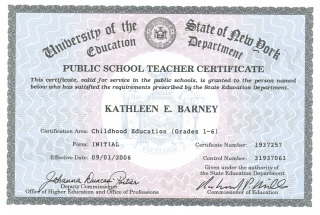 University of the State of New York
Education Department
PUBLIC SCHOOL TEACHER CERTIFICATE
This certificate, valid for service in the public schools, is granted to the person named
below who has satisfied the requirements prescribed by the State Education Department.
KATHLEEN E. BARNEY
Certification Area: Childhood Education (Grades 1-6)
Form: INITIAL Certificate Number: 1937257
Effective Date: 09/01/2006 Control Number: 31937061
Given under the authority of
the State Education Department.
Johanna Duncan-Poitier
Deputy Commissioner
Office of Higher Education and Office of Professions
Commissioner of Education